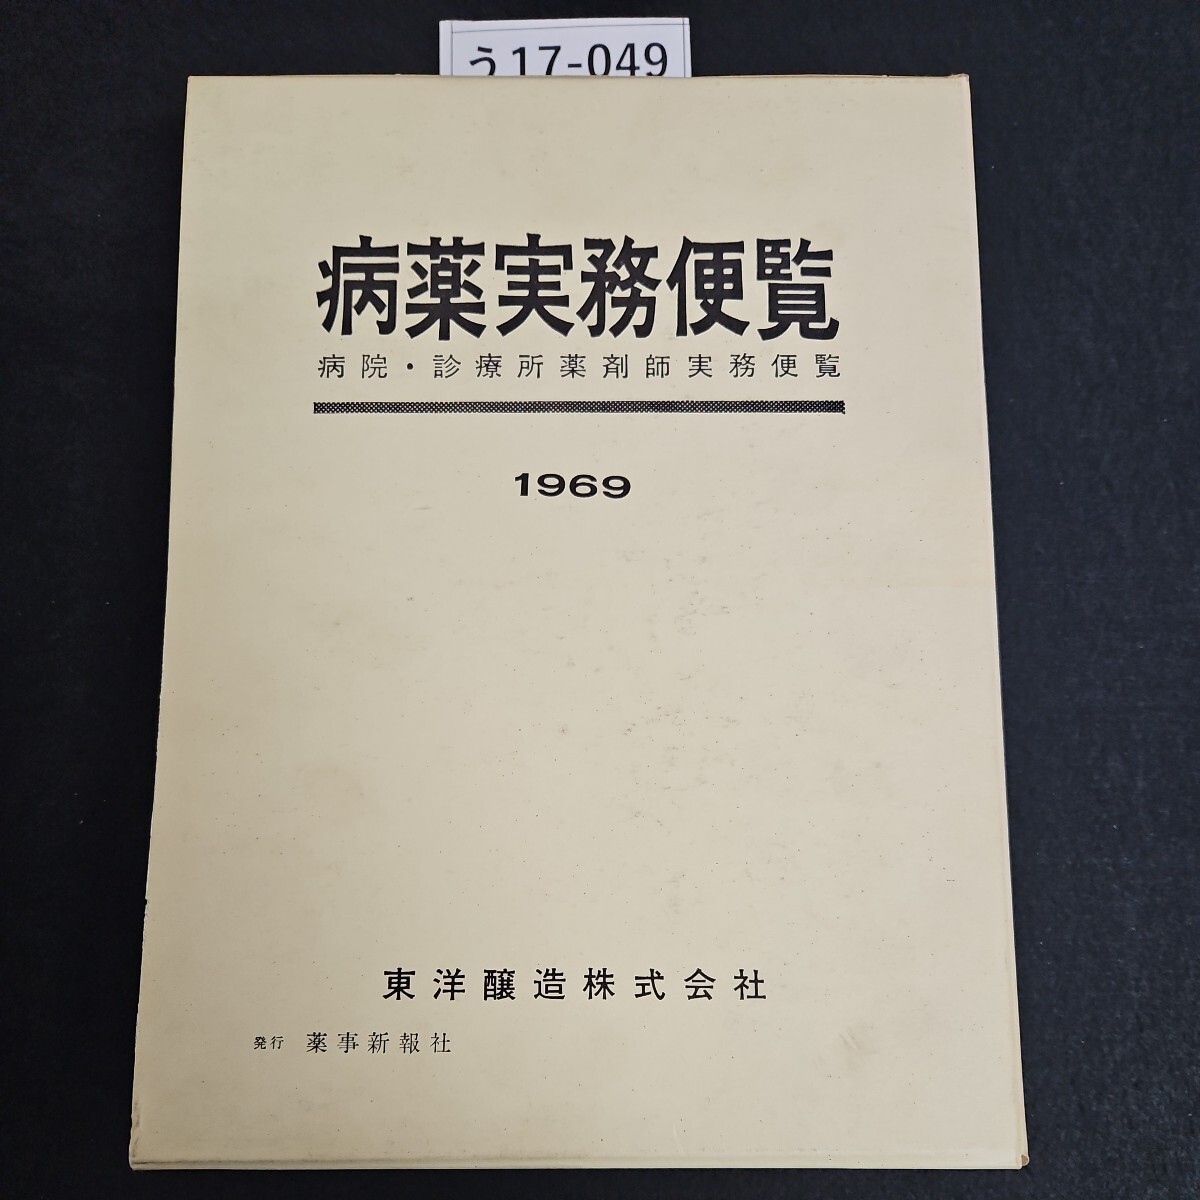 う17-049
病薬実務便覧
病院・診療所薬剤師実務便覧
1969
東洋醸造株式会社
発行 薬事新報社